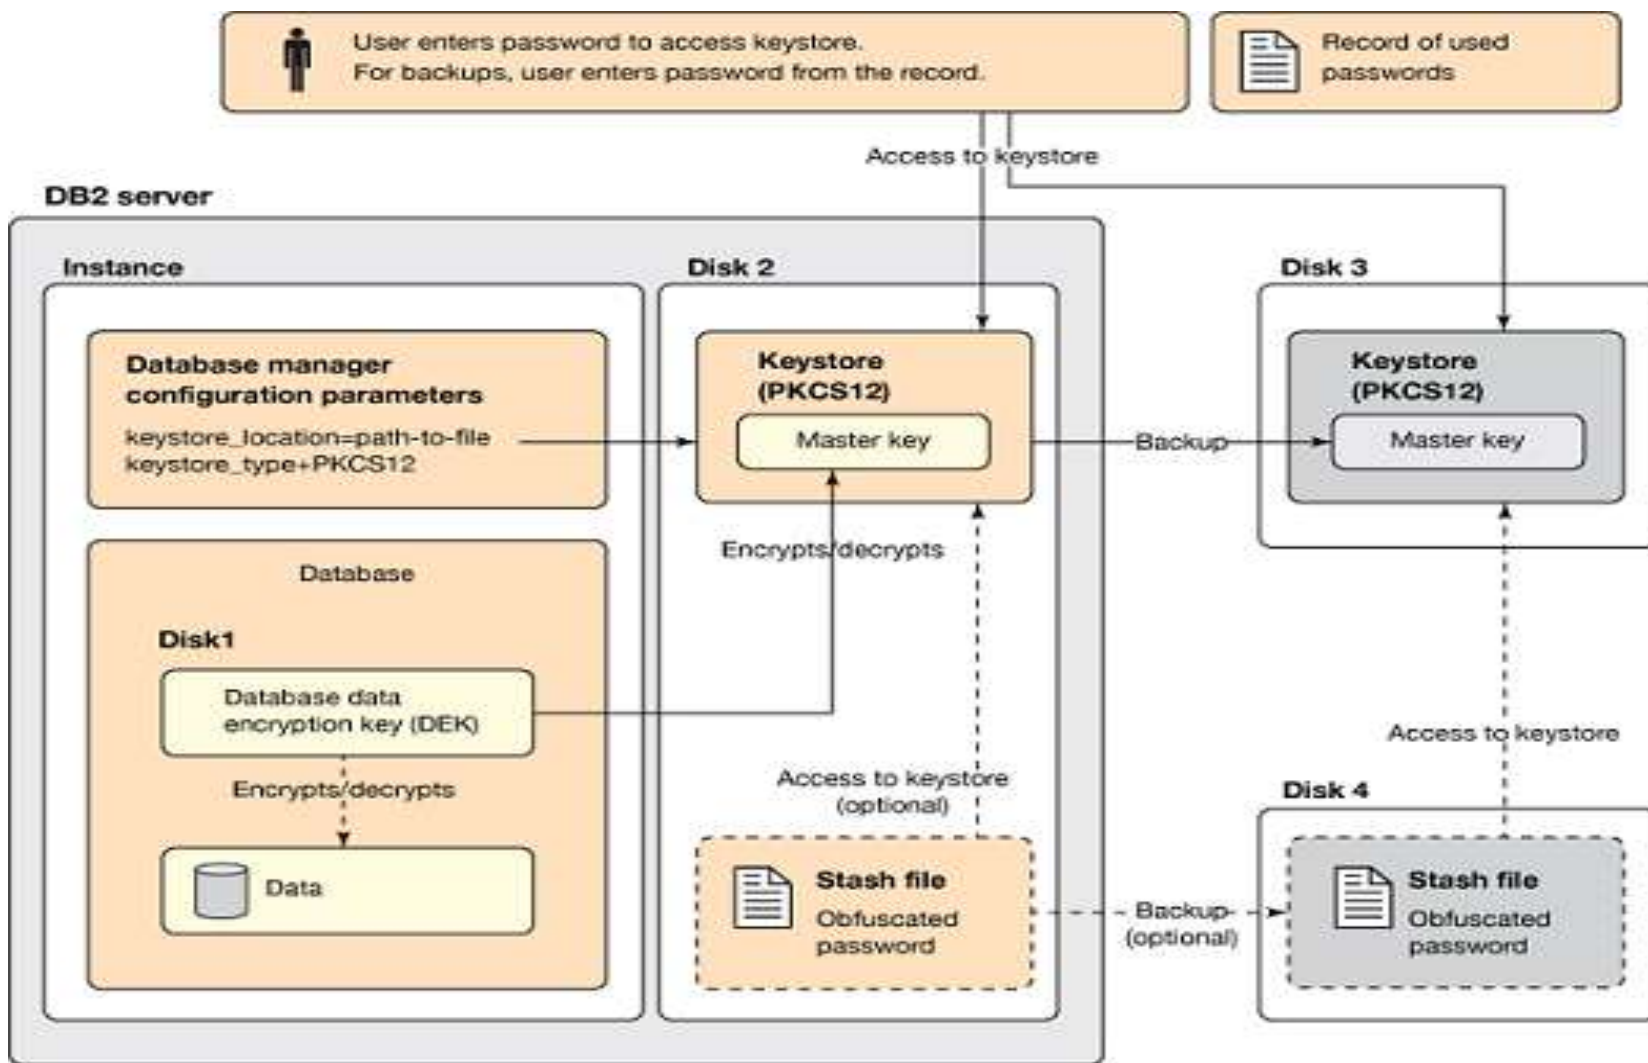 User enters password to access keystore.
For backups, user enters password from the record.
Record of used
passwords
Access to keystore
DB2 server
Instance
Disk 2
Disk 3
Database manager
configuration parameters
keystore_location=path-to-file
keystore_type+PKCS12
Keystore
(PKCS12)
Master key
Backup
Keystore
(PKCS12)
Master key
Encrypts/decrypts
Database
Disk1
Database data
encryption key (DEK)
Encrypts/decrypts
Data
Access to keystore
(optional)
Access to keystore
Disk 4
Stash file
Obfuscated
password
Backup
(optional)
Stash file
Obfuscated
password